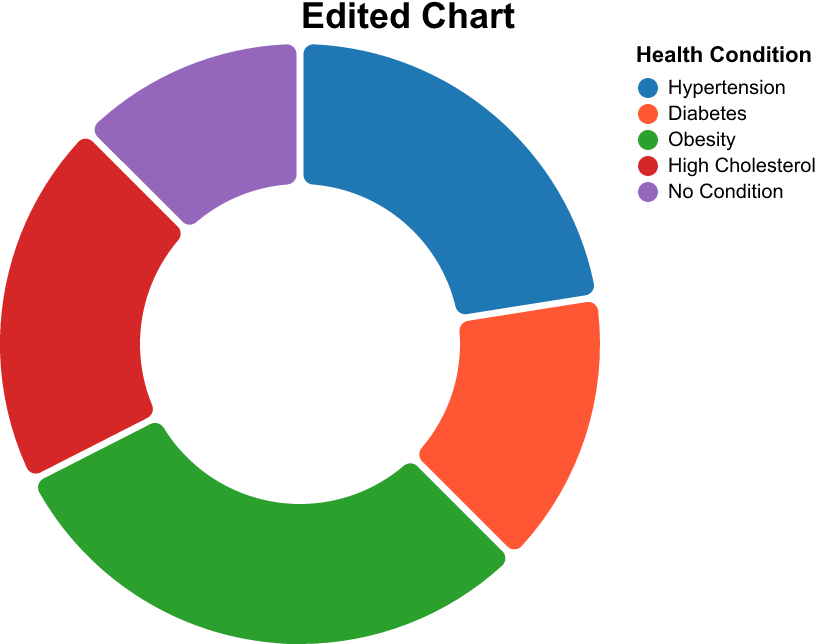 Edited Chart
Health Condition
Hypertension
Diabetes
Obesity
High Cholesterol
No Condition